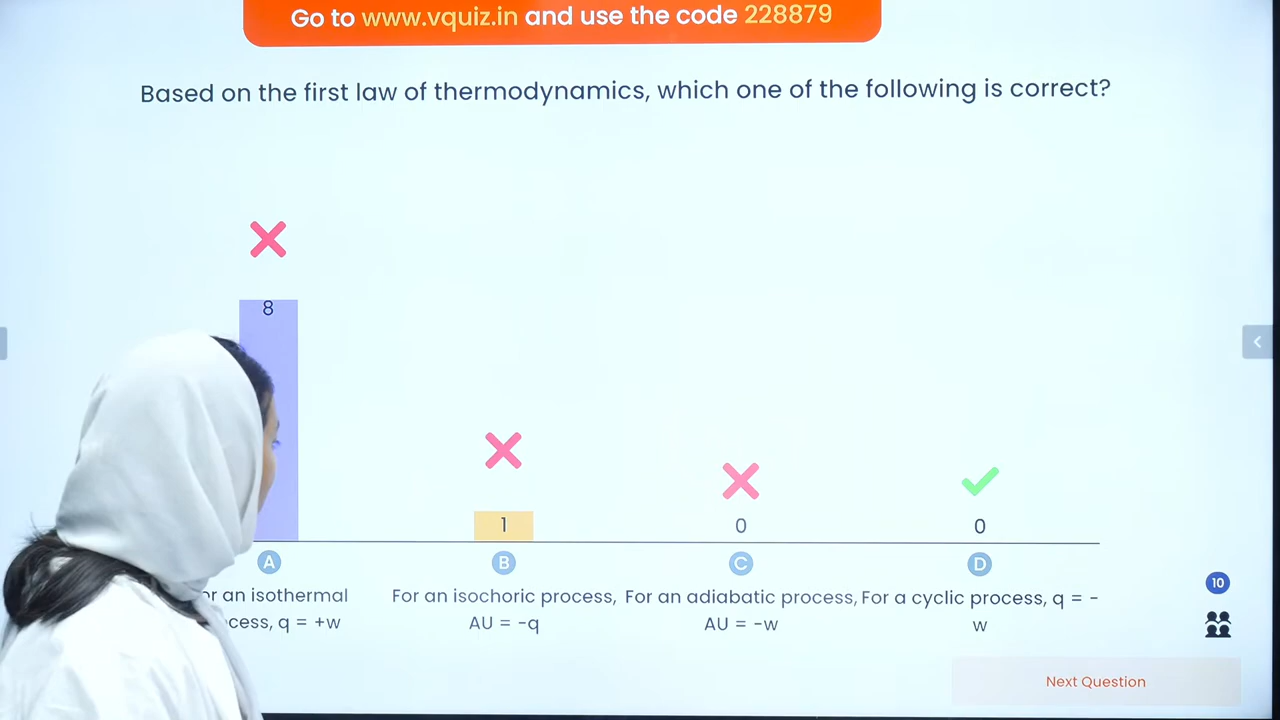 Go to www.vquiz.in and use the code 228879
Based on the first law of thermodynamics, which one of the following is correct?
8
1
0
0
A
B
C
D
an isothermal
q = +w
For an isochoric process,
AU = -q
For an adiabatic process,
AU = -w
For a cyclic process, q = -
w
10
Next Question